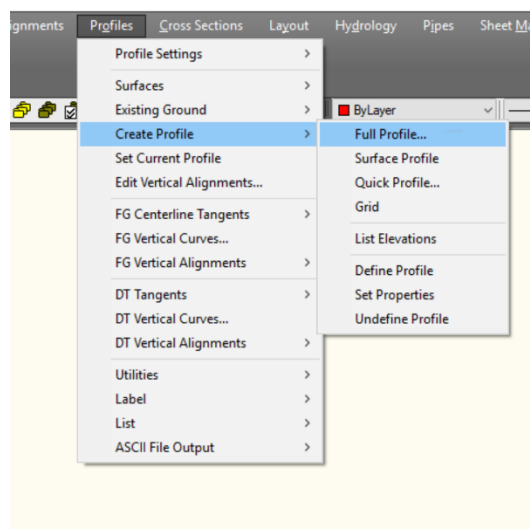 Profiles Cross Sections Layout Hydrology Pipes Sheet
Profile Settings
Surfaces
Existing Ground
ByLayer
Create Profile
Full Profile...
Set Current Profile
Surface Profile
Edit Vertical Alignments...
Quick Profile...
Grid
FG Centerline Tangents
FG Vertical Curves...
List Elevations
FG Vertical Alignments
Define Profile
DT Tangents
Set Properties
DT Vertical Curves...
Undefine Profile
DT Vertical Alignments
Utilities
Label
List
ASCII File Output